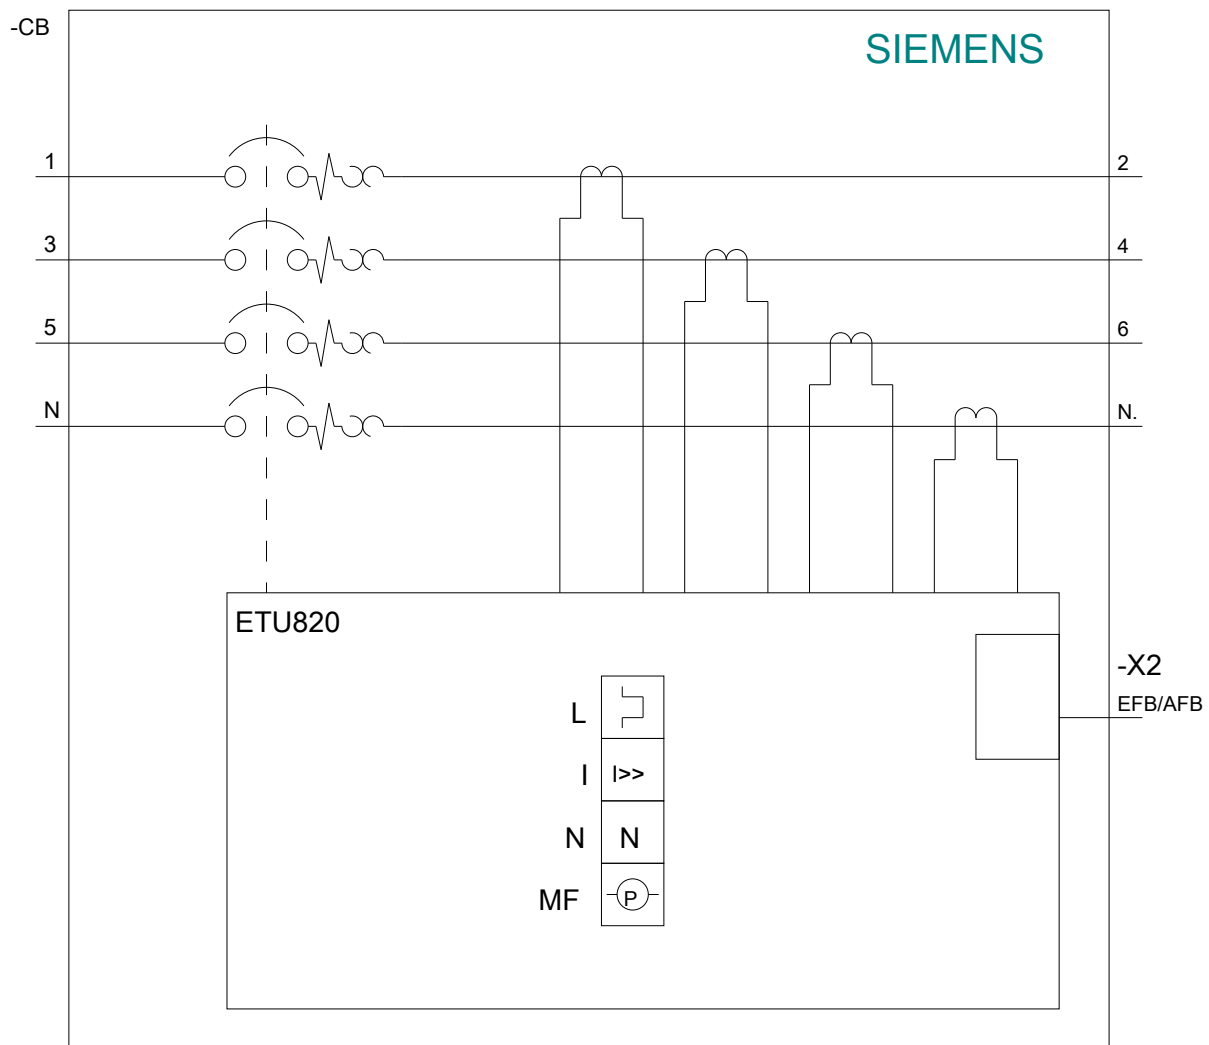 -CB
SIEMENS
1
2
3
4
5
6
N
N.
ETU820
-X2
EFB/AFB
L
I I>>
N N
MF P